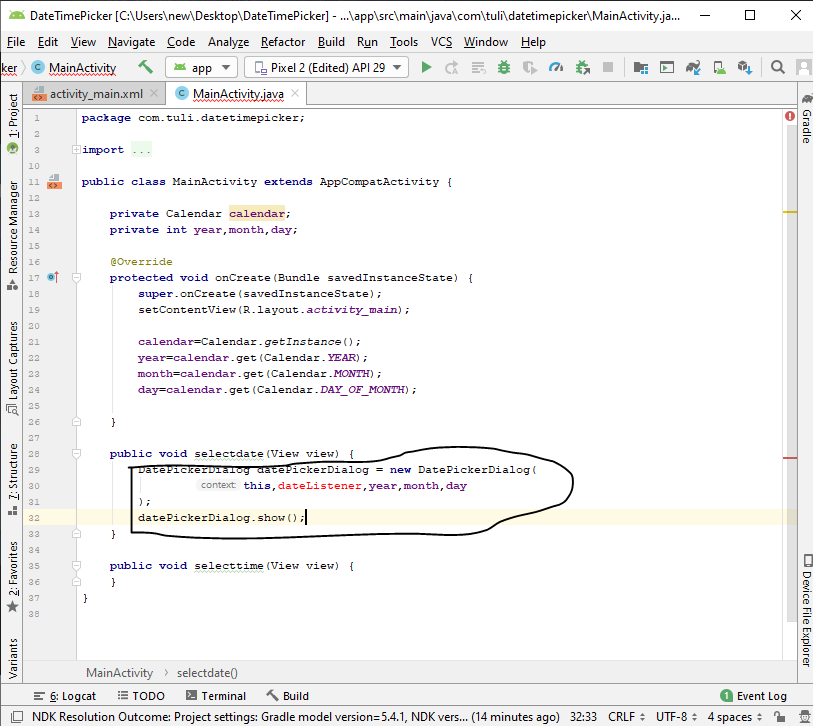 DateTimePicker [C:\Users\new\Desktop\DateTimePicker] - ...\app\src\main\java\com\tuli\datetimepicker\MainActivity.ja...
File Edit View Navigate Code Analyze Refactor Build Run Tools VCS Window Help
ker MainActivity app Pixel 2 (Edited) API 29
activity_main.xml MainActivity.java
1: Project
Resource Manager
Layout Captures
7: Structure
2: Favorites
Variants
Gradle
Device File Explorer
1 package com.tuli.datetimepicker;
2
3 import ...
10
11 public class MainActivity extends AppCompatActivity {
12
13 private Calendar calendar;
14 private int year,month,day;
15
16 @Override
17 protected void onCreate(Bundle savedInstanceState) {
18 super.onCreate(savedInstanceState);
19 setContentView(R.layout.activity_main);
20
21 calendar=Calendar.getInstance();
22 year=calendar.get(Calendar.YEAR);
23 month=calendar.get(Calendar.MONTH);
24 day=calendar.get(Calendar.DAY_OF_MONTH);
25
26 }
27
28 public void selectdate(View view) {
29 DatePickerDialog datePickerDialog = new DatePickerDialog(
30 context: this,dateListener,year,month,day
31 );
32 datePickerDialog.show();
33 }
34
35 public void selecttime(View view) {
36 }
37 }
38
MainActivity selectdate()
6: Logcat TODO Terminal Build 1 Event Log
NDK Resolution Outcome: Project settings: Gradle model version=5.4.1, NDK vers... (14 minutes ago) 32:33 CRLF UTF-8 4 spaces